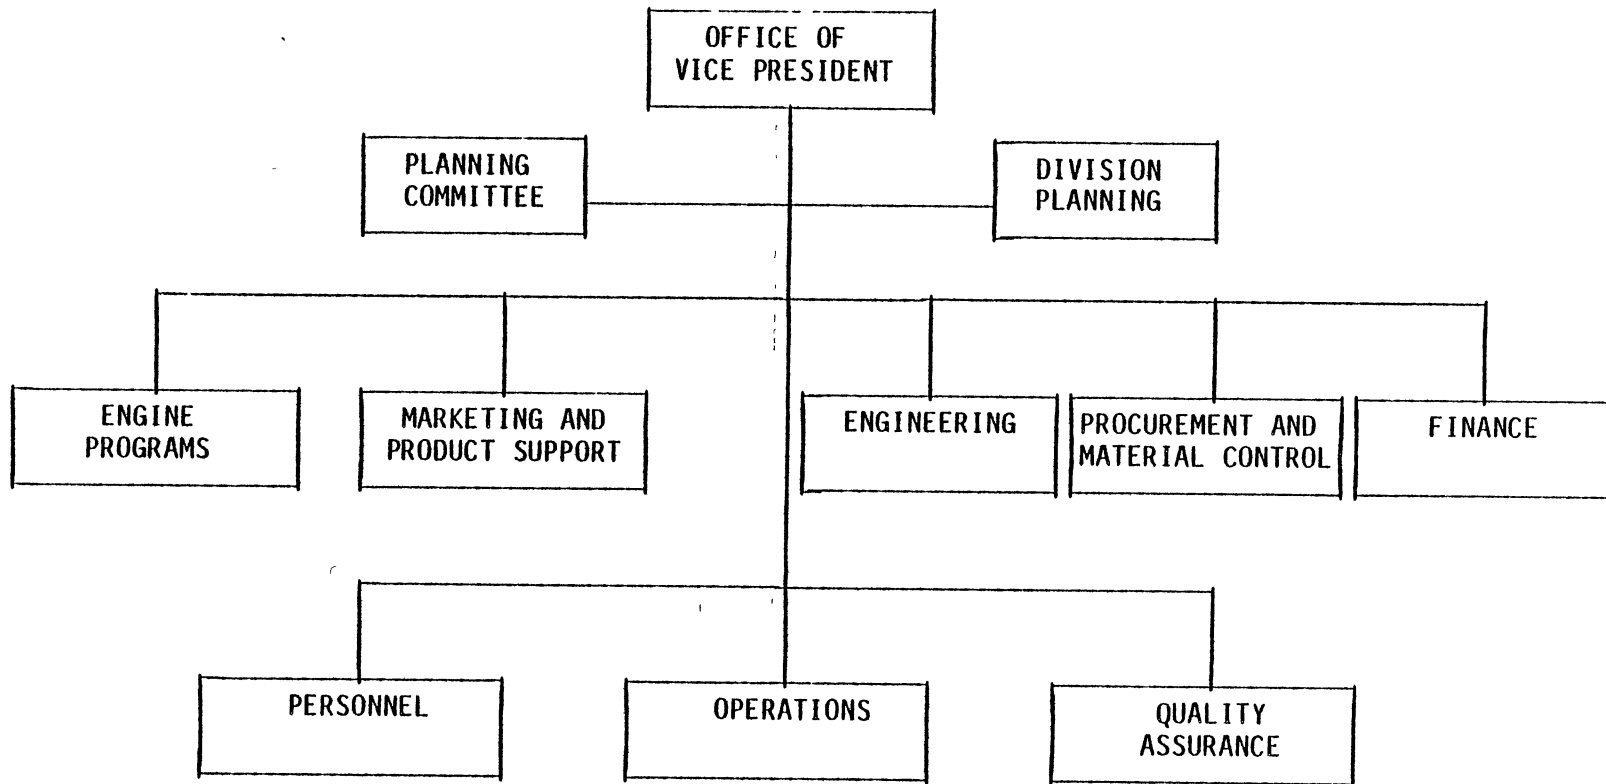 OFFICE OF
VICE PRESIDENT
PLANNING
COMMITTEE
DIVISION
PLANNING
ENGINE
PROGRAMS
MARKETING AND
PRODUCT SUPPORT
ENGINEERING
PROCUREMENT AND
MATERIAL CONTROL
FINANCE
PERSONNEL
OPERATIONS
QUALITY
ASSURANCE